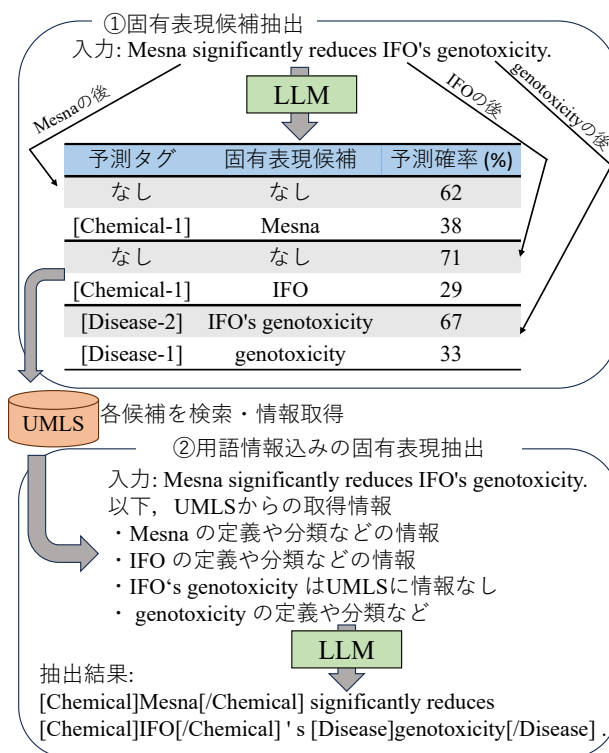 ①固有表現候補抽出
入力: Mesna significantly reduces IFO's genotoxicity.
Mesnaの後
LLM
IFOの後
genotoxicityの後
予測タグ 固有表現候補 予測確率 (%)
なし なし 62
[Chemical-1] Mesna 38
なし なし 71
[Chemical-1] IFO 29
[Disease-2] IFO's genotoxicity 67
[Disease-1] genotoxicity 33
UMLS
各候補を検索・情報取得
②用語情報込みの固有表現抽出
入力: Mesna significantly reduces IFO's genotoxicity.
以下，UMLSからの取得情報
・Mesna の定義や分類などの情報
・IFO の定義や分類などの情報
・IFO‘s genotoxicity はUMLSに情報なし
・ genotoxicity の定義や分類など
LLM
抽出結果:
[Chemical]Mesna[/Chemical] significantly reduces
[Chemical]IFO[/Chemical] ' s [Disease]genotoxicity[/Disease] .